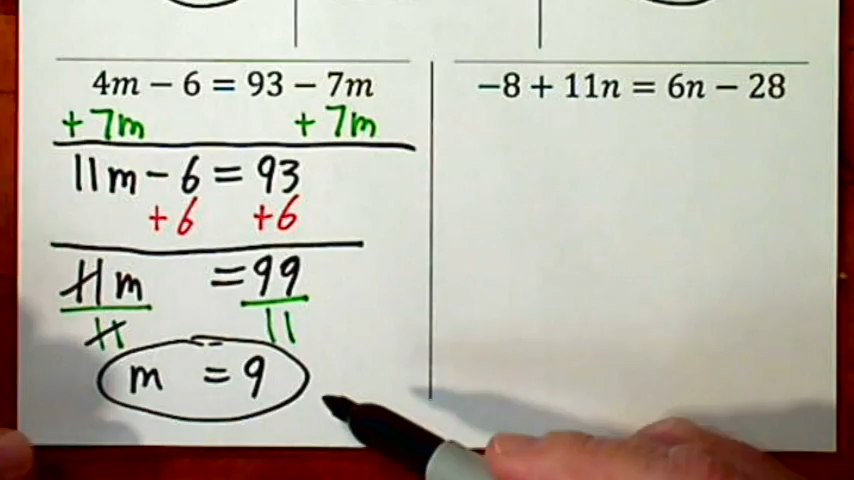 4m − 6 = 93 − 7m
+7m +7m
11m − 6 = 93
+6 +6
11m = 99
11 11
m = 9
−8 + 11n = 6n − 28